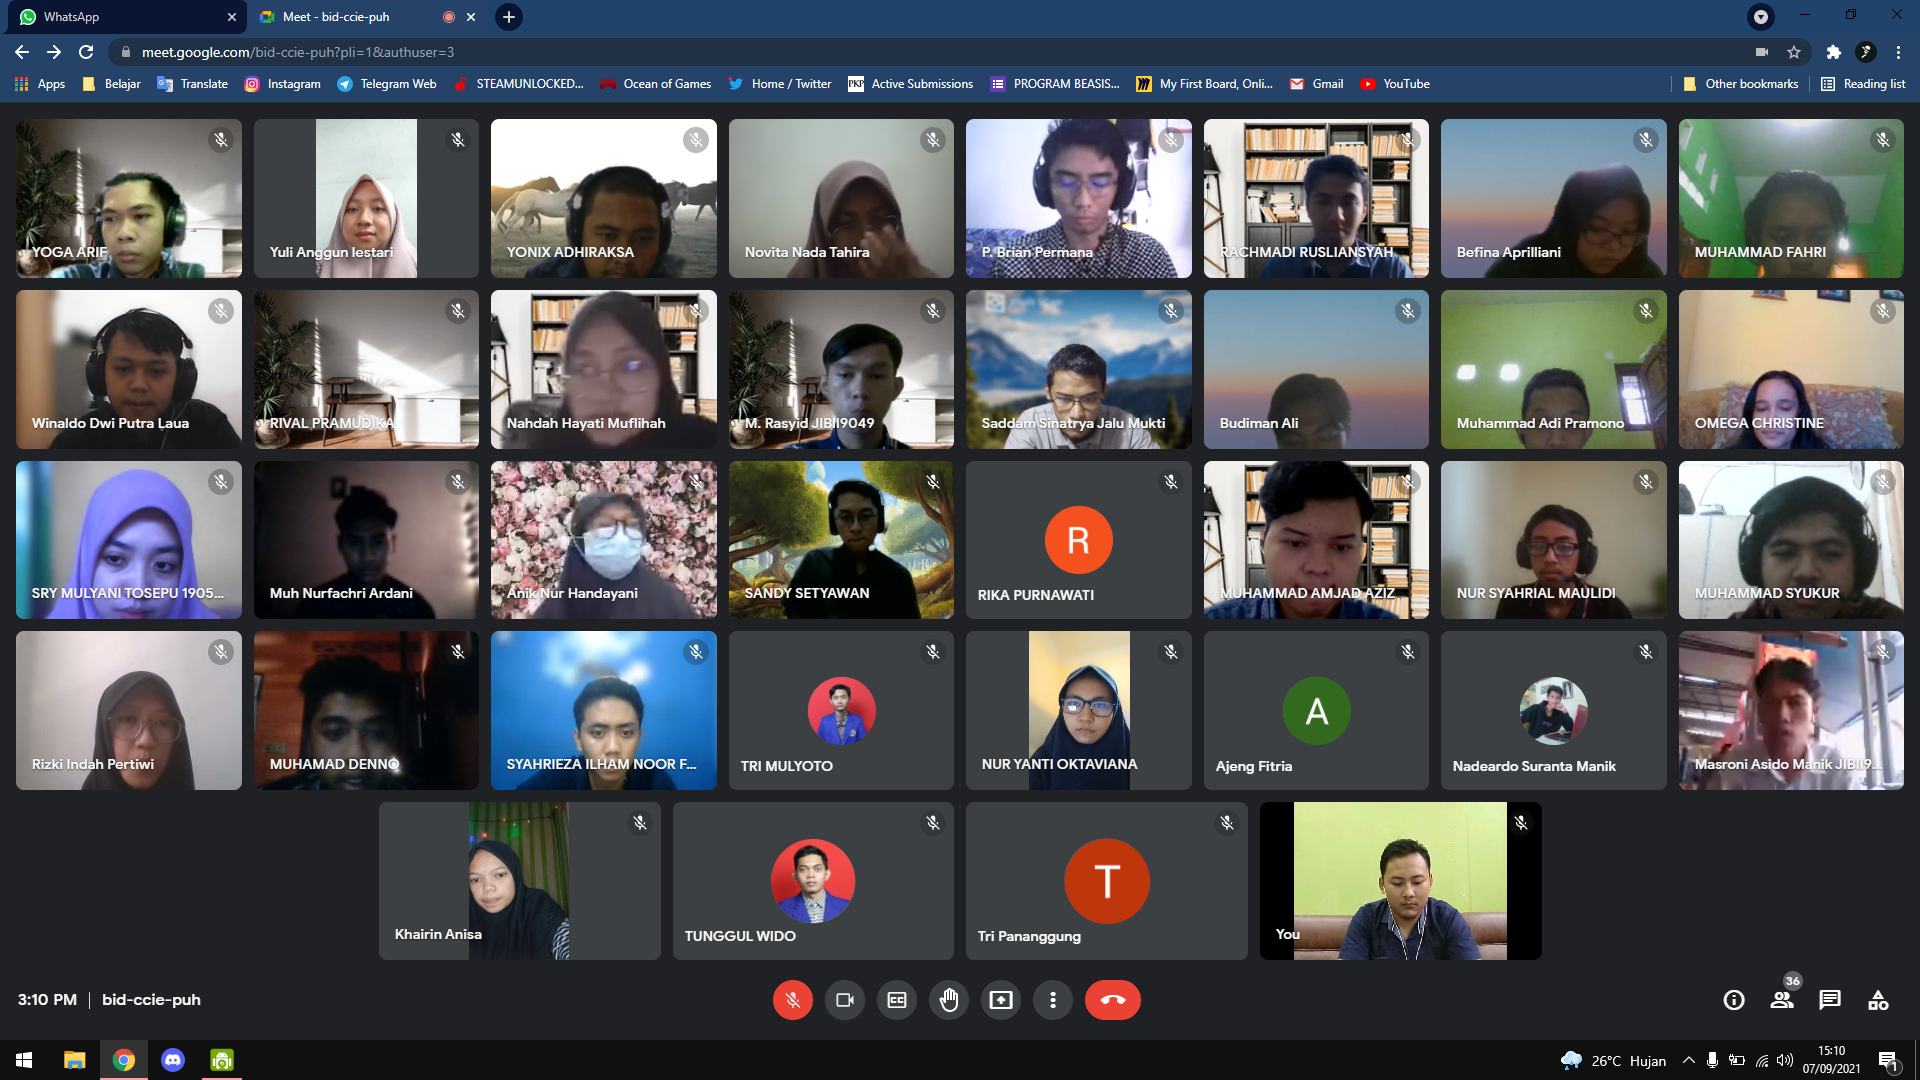 WhatsApp
Meet - bid-ccie-puh
meet.google.com/bid-ccie-puh?pli=1&authuser=3
Apps
Belajar
Translate
Instagram
Telegram Web
STEAMUNLOCKED...
Ocean of Games
Home / Twitter
PKP
Active Submissions
PROGRAM BEASIS...
My First Board, Onli...
Gmail
YouTube
Other bookmarks
Reading list
YOGA ARIF
Yuli Anggun lestari
YONIX ADHIRAKSA
Novita Nada Tahira
P. Brian Permana
RACHMADI RUSLIANSYAH
Befina Aprilliani
MUHAMMAD FAHRI
Winaldo Dwi Putra Laua
RIVAL PRAMUDIKA
Nahdah Hayati Muflihah
M. Rasyid JIBII9049
Saddam Sinatrya Jalu Mukti
Budiman Ali
Muhammad Adi Pramono
OMEGA CHRISTINE
SRY MULYANI TOSEPU 1905...
Muh Nurfachri Ardani
Anik Nur Handayani
SANDY SETYAWAN
R
RIKA PURNAWATI
MUHAMMAD AMJAD AZIZ
NUR SYAHRIAL MAULIDI
MUHAMMAD SYUKUR
Rizki Indah Pertiwi
MUHAMAD DENNO
SYAHRIEZA ILHAM NOOR F...
TRI MULYOTO
NUR YANTI OKTAVIANA
A
Ajeng Fitria
Nadeardo Suranta Manik
Masroni Asido Manik JIBII9...
Khairin Anisa
TUNGGUL WIDO
T
Tri Pananggung
You
3:10 PM | bid-ccie-puh
CC
36
26°C Hujan
15:10
07/09/2021
1